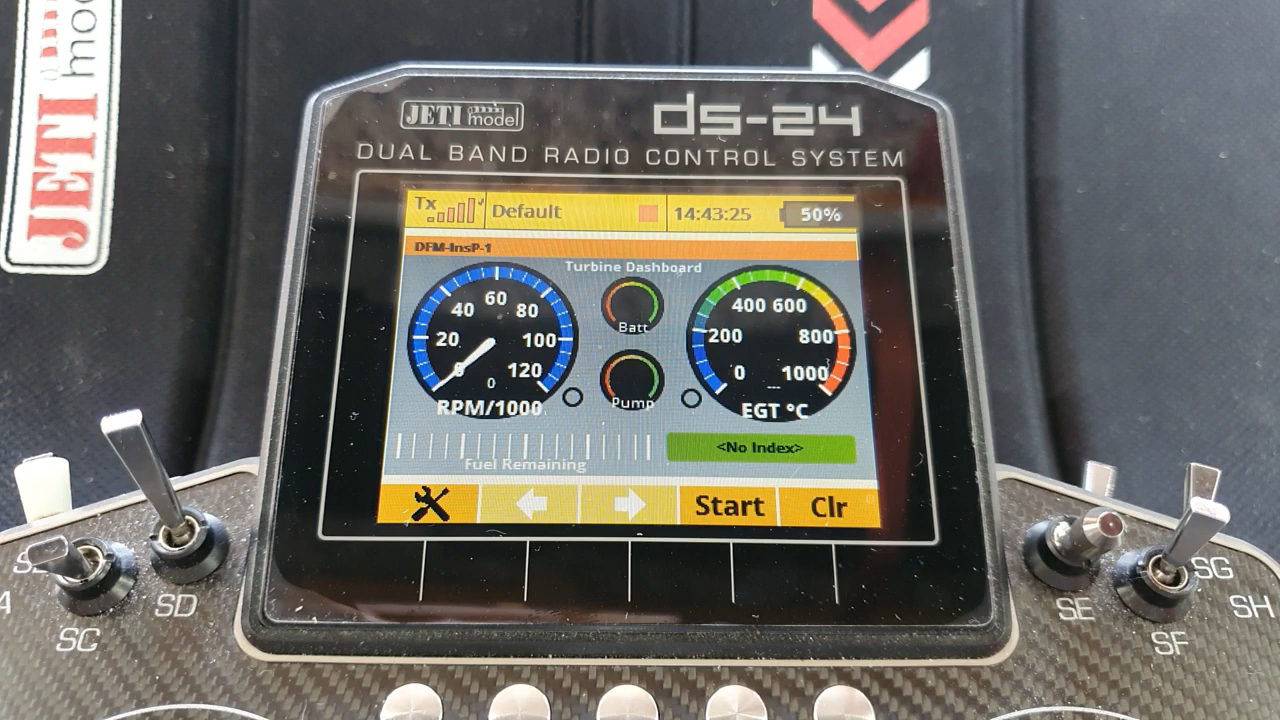 JETI model
JETI model
ds-24
DUAL BAND RADIO CONTROL SYSTEM
Tx Default 14:43:25 50%
DFM-InsP-1
Turbine Dashboard
0 20 40 60 80 100 120
0
RPM/1000
Batt
Pump
0 200 400 600 800 1000
---
EGT °C
Fuel Remaining
<No Index>
Start Clr
SD
SC
SE
SF
SG
SH